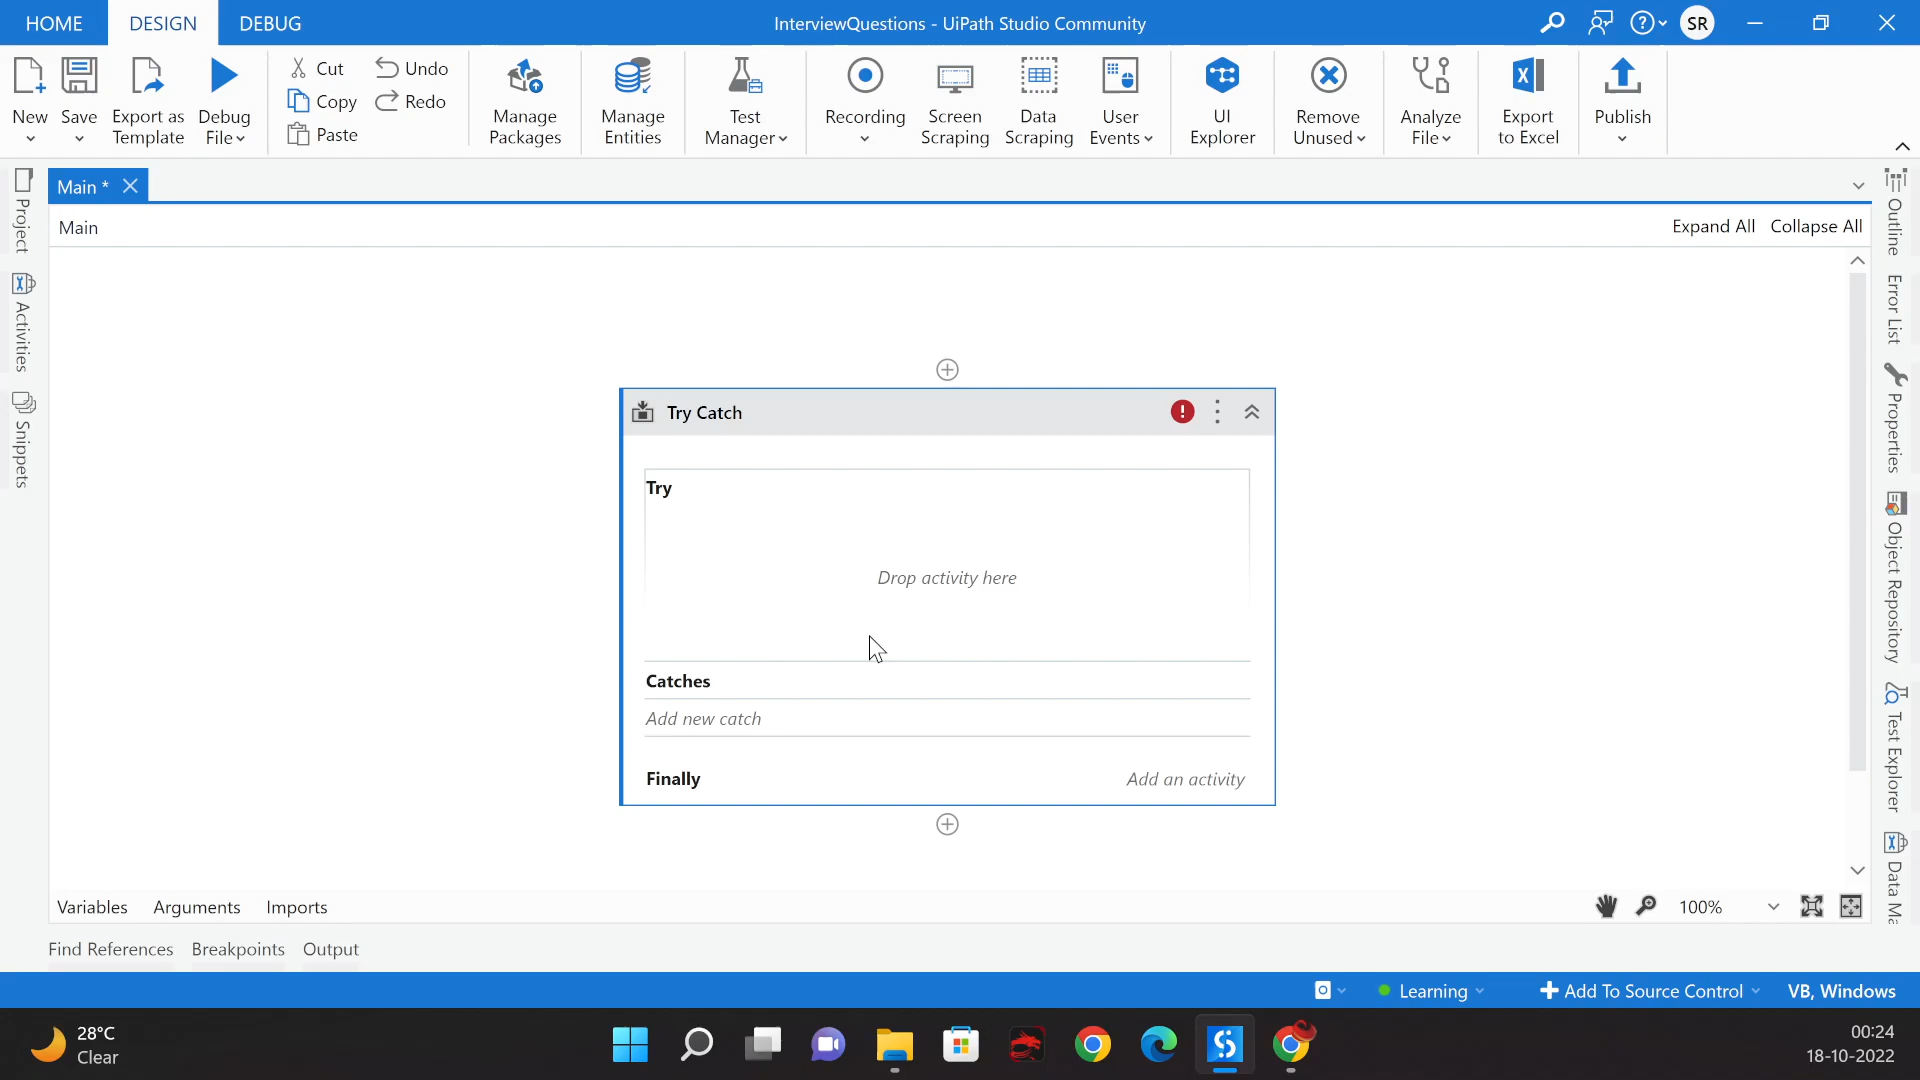 HOME DESIGN DEBUG InterviewQuestions - UiPath Studio Community SR
Cut Undo
Copy Redo
Paste
New Save Export as Template Debug File
Manage Packages Manage Entities Test Manager Recording Screen Scraping Data Scraping User Events UI Explorer Remove Unused Analyze File Export to Excel Publish
Main *
Main Expand All Collapse All
Project
Activities
Snippets
Try Catch
Try
Drop activity here
Catches
Add new catch
Finally Add an activity
Outline
Error List
Properties
Object Repository
Test Explorer
Data Ma
Variables Arguments Imports 100%
Find References Breakpoints Output
Learning Add To Source Control VB, Windows
28°C
Clear
00:24
18-10-2022